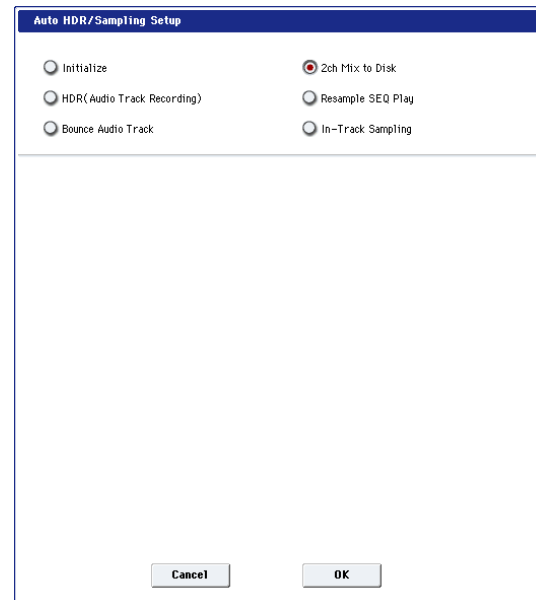 Auto HDR/Sampling Setup
Initialize
2ch Mix to Disk
HDR(Audio Track Recording)
Resample SEQ Play
Bounce Audio Track
In-Track Sampling
Cancel
OK